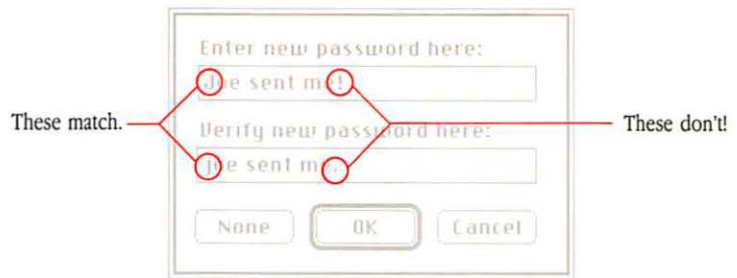 Enter new password here:
Joe sent me!
These match.
These don't!
Verify new password here:
joe sent me.
None
OK
Cancel